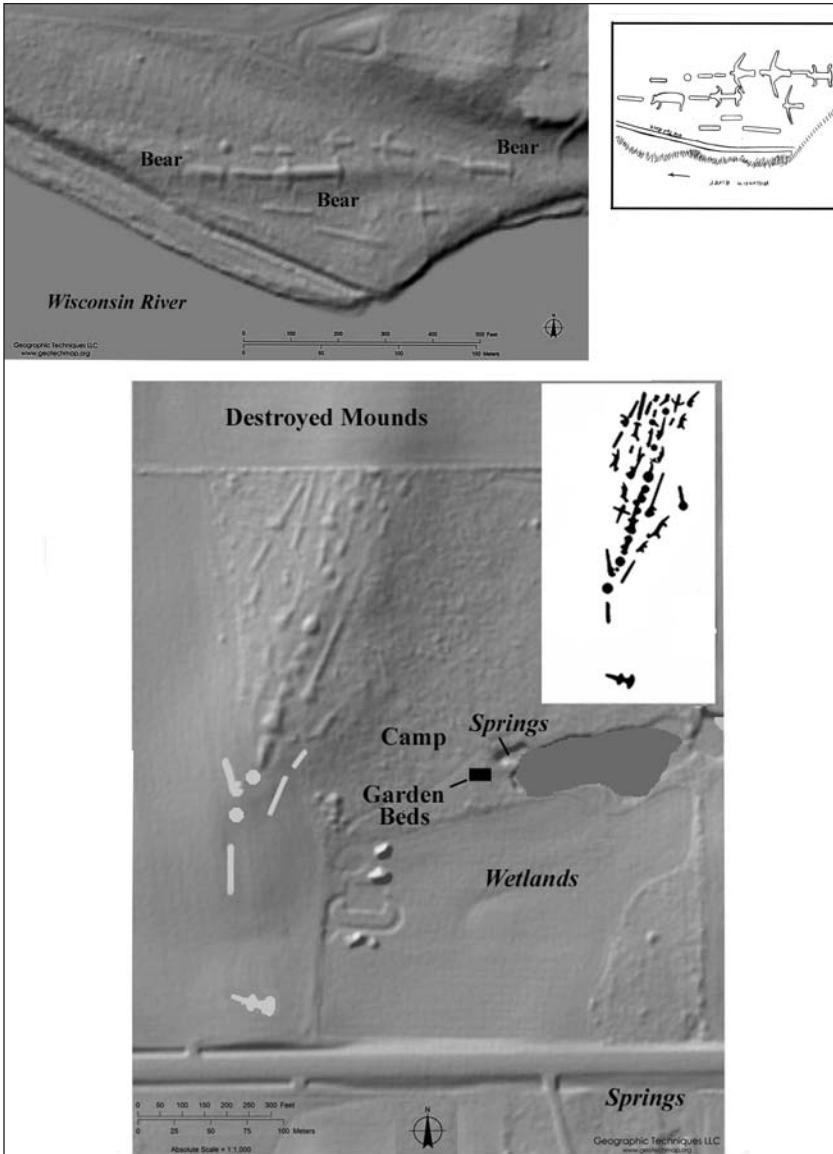 Bear
Bear
Bear
Wisconsin River
Geographic Techniques LLC
www.geotechmap.org
0 100 200 300 400 500 Feet
0 50 100 150 Meters
N
Destroyed Mounds
Springs
Camp
Garden
Beds
Wetlands
Springs
0 50 100 150 200 250 300 Feet
0 25 50 75 100 Meters
Absolute Scale = 1:1,000
N
Geographic Techniques LLC
www.geotechmap.org